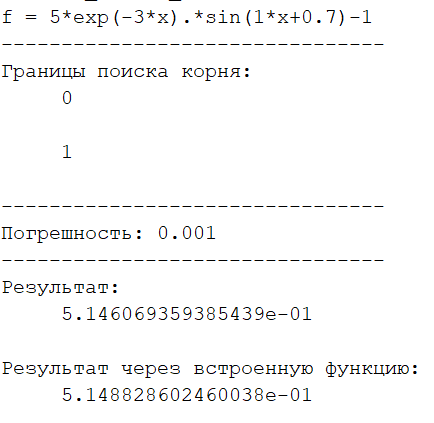 f = 5*exp(-3*x).*sin(1*x+0.7)-1
--------------------------------
Границы поиска корня:
0
1
--------------------------------
Погрешность: 0.001
--------------------------------
Результат:
5.146069359385439e-01
Результат через встроенную функцию:
5.148828602460038e-01